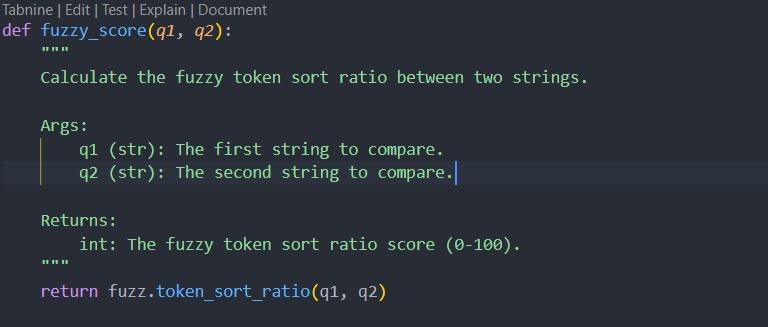 Tabnine | Edit | Test | Explain | Document
def fuzzy_score(q1, q2):
    """
    Calculate the fuzzy token sort ratio between two strings.

    Args:
        q1 (str): The first string to compare.
        q2 (str): The second string to compare.

    Returns:
        int: The fuzzy token sort ratio score (0-100).
    """
    return fuzz.token_sort_ratio(q1, q2)